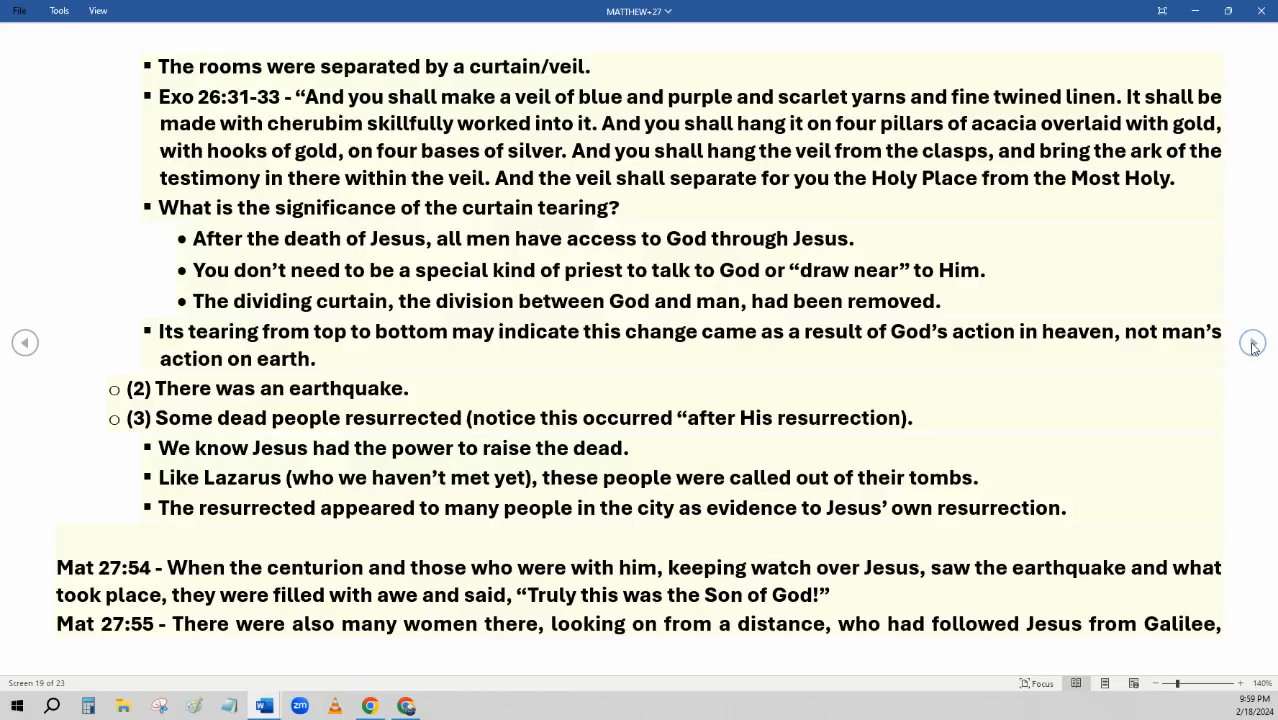 File Tools View MATTHEW+27
▪ The rooms were separated by a curtain/veil.
▪ Exo 26:31-33 - “And you shall make a veil of blue and purple and scarlet yarns and fine twined linen. It shall be
made with cherubim skillfully worked into it. And you shall hang it on four pillars of acacia overlaid with gold,
with hooks of gold, on four bases of silver. And you shall hang the veil from the clasps, and bring the ark of the
testimony in there within the veil. And the veil shall separate for you the Holy Place from the Most Holy.
▪ What is the significance of the curtain tearing?
• After the death of Jesus, all men have access to God through Jesus.
• You don’t need to be a special kind of priest to talk to God or “draw near” to Him.
• The dividing curtain, the division between God and man, had been removed.
▪ Its tearing from top to bottom may indicate this change came as a result of God’s action in heaven, not man’s
action on earth.
o (2) There was an earthquake.
o (3) Some dead people resurrected (notice this occurred “after His resurrection).
▪ We know Jesus had the power to raise the dead.
▪ Like Lazarus (who we haven’t met yet), these people were called out of their tombs.
▪ The resurrected appeared to many people in the city as evidence to Jesus’ own resurrection.
Mat 27:54 - When the centurion and those who were with him, keeping watch over Jesus, saw the earthquake and what
took place, they were filled with awe and said, “Truly this was the Son of God!”
Mat 27:55 - There were also many women there, looking on from a distance, who had followed Jesus from Galilee,
Screen 19 of 23 Focus 140%
zm
9:59 PM
2/18/2024